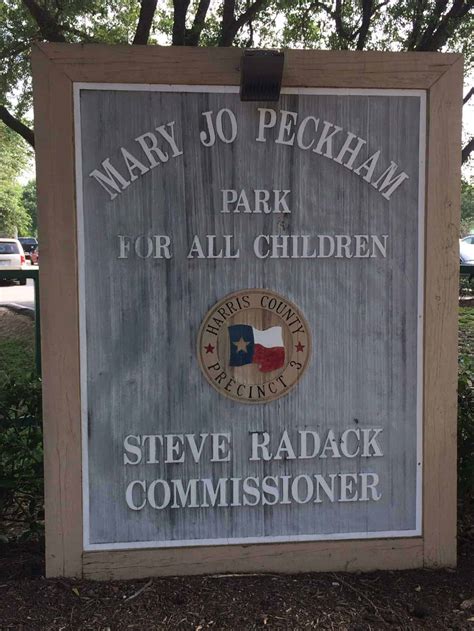 MARY JO PECKHAM
PARK
FOR ALL CHILDREN
HARRIS COUNTY
PRECINCT 3
STEVE RADACK
COMMISSIONER